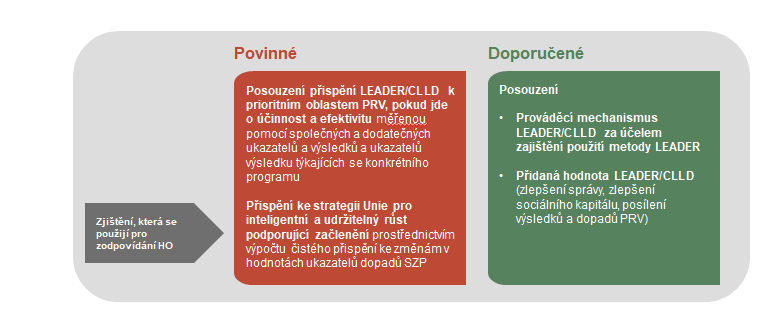 Povinné
Posouzení přispění LEADER/CLLD k
prioritním oblastem PRV, pokud jde
o účinnost a efektivitu měřenou
pomocí společných a dodatečných
ukazatelů a výsledků a ukazatelů
výsledku týkajících se konkrétního
programu
Přispění ke strategii Unie pro
inteligentní a udržitelný růst
podporující začlenění prostřednictvím
výpočtu čistého přispění ke změnám v
hodnotách ukazatelů dopadů SZP
Doporučené
Posouzení
• Prováděcí mechanismus
LEADER/CLLD za účelem
zajištění použití metody LEADER
• Přidaná hodnota LEADER/CLLD
(zlepšení správy, zlepšení
sociálního kapitálu, posílení
výsledků a dopadů PRV)
Zjištění, která se
použijí pro
zodpovídání HO